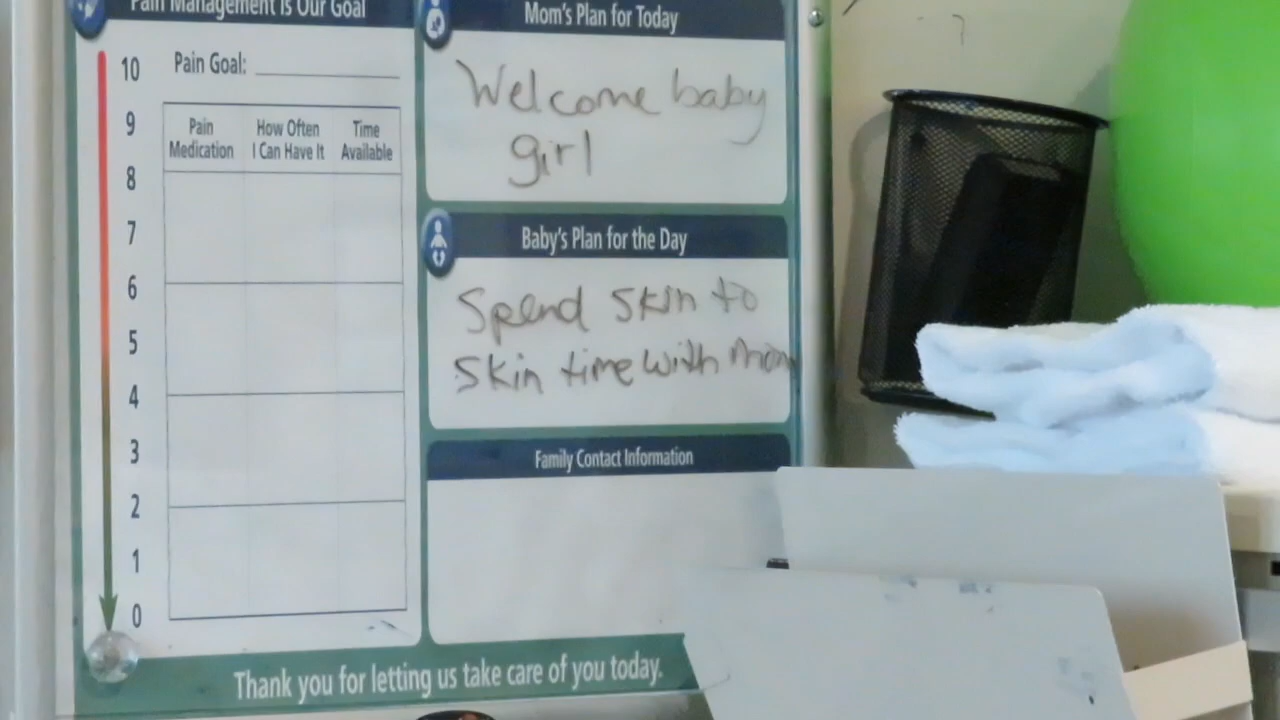 Pain Management Is Our Goal
10 Pain Goal:
9
8
7
6
5
4
3
2
1
0
Pain Medication
How Often I Can Have It
Time Available
Mom's Plan for Today
Welcome baby
girl
Baby's Plan for the Day
Spend Skin to
Skin time with mom
Family Contact Information
Thank you for letting us take care of you today.